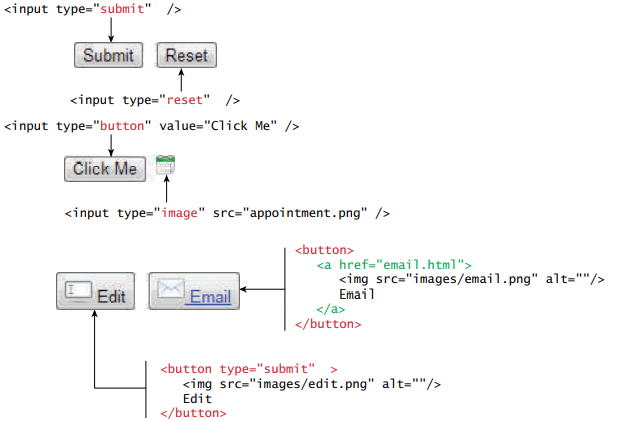 <input type="submit"  />
Submit Reset
<input type="reset"  />
<input type="button" value="Click Me" />
Click Me
<input type="image" src="appointment.png" />
<button>
<a href="email.html">
<img src="images/email.png" alt=""/>
Email
</a>
</button>
Edit Email
<button type="submit"  >
<img src="images/edit.png" alt=""/>
Edit
</button>